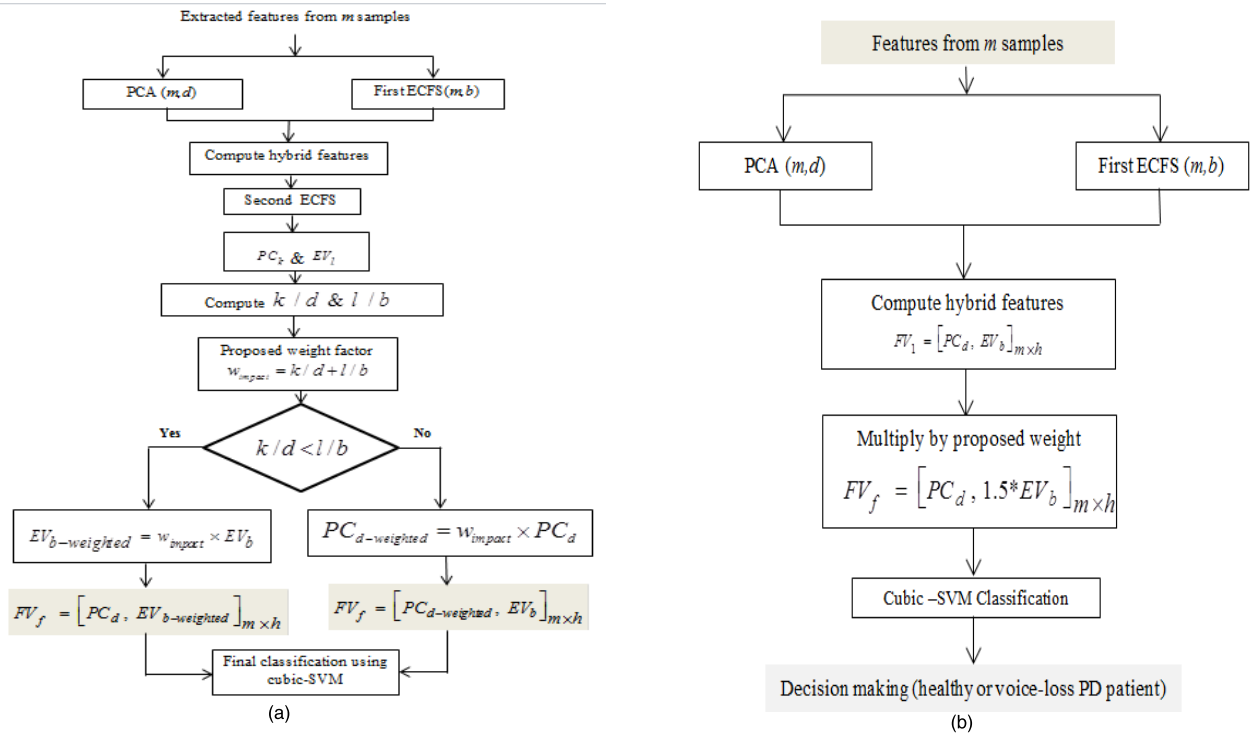 Extracted features from m samples
PCA (m,d)
First ECFS(m,b)
Compute hybrid features
Second ECFS
PC_k & EV_l
Compute k / d & l / b
Proposed weight factor
w_impact = k / d + l / b
k / d < l / b
Yes
No
EV_b–weighted = w_impact × EV_b
PC_d–weighted = w_impact × PC_d
FV_f = [PC_d , EV_b–weighted]_m×h
FV_f = [PC_d–weighted, EV_b]_m×h
Final classification using
cubic-SVM
(a)
Features from m samples
PCA (m,d)
First ECFS (m,b)
Compute hybrid features
FV_1 = [PC_d, EV_b]_m×h
Multiply by proposed weight
FV_f = [PC_d , 1.5* EV_b]_m×h
Cubic –SVM Classification
Decision making (healthy or voice-loss PD patient)
(b)